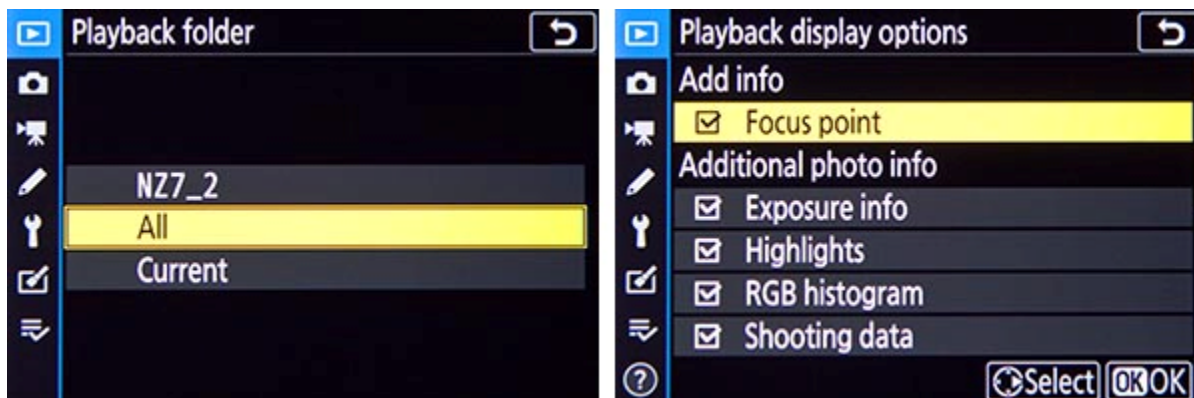 Playback folder
NZ7_2
All
Current
Playback display options
Add info
Focus point
Additional photo info
Exposure info
Highlights
RGB histogram
Shooting data
?
Select OK OK